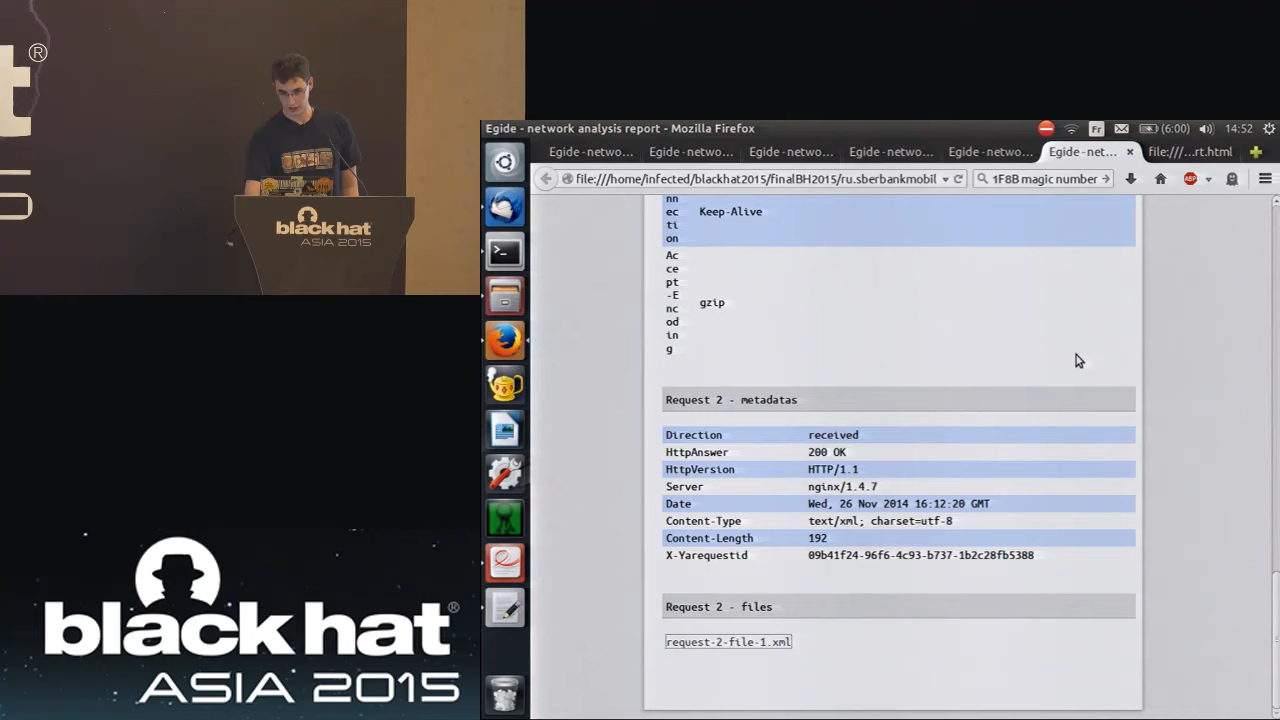 t®
5
black hat
ASIA 2015
Egide - network analysis report - Mozilla Firefox
Fr
(6:00)
14:52
Egide - netwo...
Egide - netwo...
Egide - netwo...
Egide - netwo...
Egide - netwo...
Egide - net...
file:///...rt.html
file:///home/infected/blackhat2015/finalBH2015/ru.sberbankmobil
1F8B magic number
ABP
nn
ec
ti
on
Keep-Alive
Ac
ce
pt
-E
nc
od
in
g
gzip
Request 2 - metadatas
Direction received
HttpAnswer 200 OK
HttpVersion HTTP/1.1
Server nginx/1.4.7
Date Wed, 26 Nov 2014 16:12:20 GMT
Content-Type text/xml; charset=utf-8
Content-Length 192
X-Yarequestid 09b41f24-96f6-4c93-b737-1b2c28fb5388
Request 2 - files
request-2-file-1.xml
black hat®
ASIA 2015